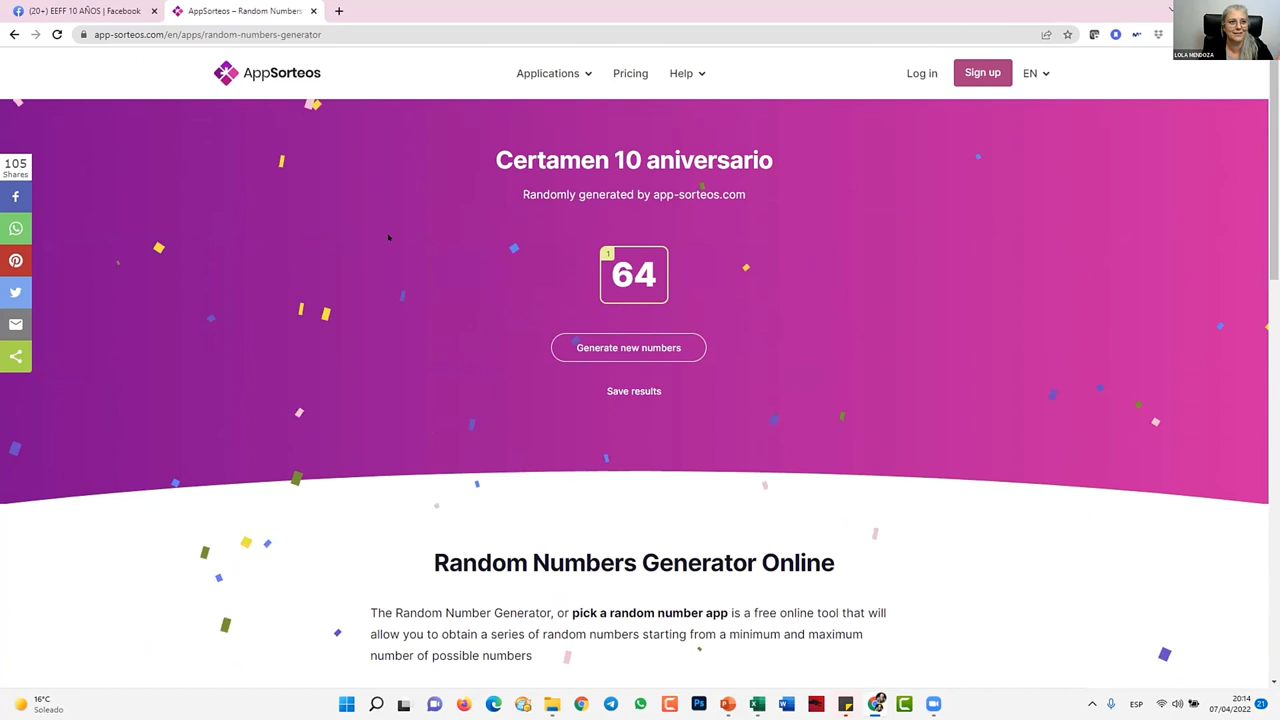 (20+) EEFF 10 AÑOS | Facebook
AppSorteos – Random Numbers
app-sorteos.com/en/apps/random-numbers-generator
LOLA MENDOZA
AppSorteos
Applications
Pricing
Help
Log in
Sign up
EN
105
Shares
Certamen 10 aniversario
Randomly generated by app-sorteos.com
1
64
Generate new numbers
Save results
Random Numbers Generator Online
The Random Number Generator, or pick a random number app is a free online tool that will
allow you to obtain a series of random numbers starting from a minimum and maximum
number of possible numbers
16°C
Soleado
ESP
20:14
07/04/2022
21